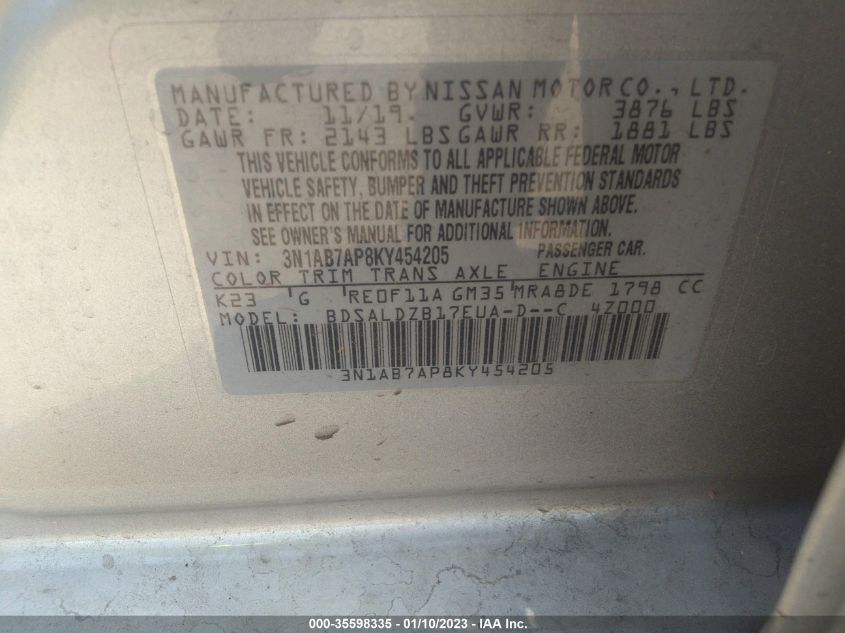 MANUFACTURED BY NISSAN MOTOR CO., LTD.
DATE: 11/19. GVWR: 3876 LBS
GAWR FR: 2143 LBS GAWR RR: 1881 LBS
THIS VEHICLE CONFORMS TO ALL APPLICABLE FEDERAL MOTOR
VEHICLE SAFETY, BUMPER AND THEFT PREVENTION STANDARDS
IN EFFECT ON THE DATE OF MANUFACTURE SHOWN ABOVE.
SEE OWNER'S MANUAL FOR ADDITIONAL INFORMATION.
VIN: 3N1AB7AP8KY454205 PASSENGER CAR.
COLOR TRIM TRANS AXLE ENGINE
K23 G RE0F11A GM35 MRA8DE 1798 CC
MODEL: BDSALDZB17EUA-D--C 4Z000
3N1AB7AP8KY454205
000-35598335 - 01/10/2023 - IAAI.COM